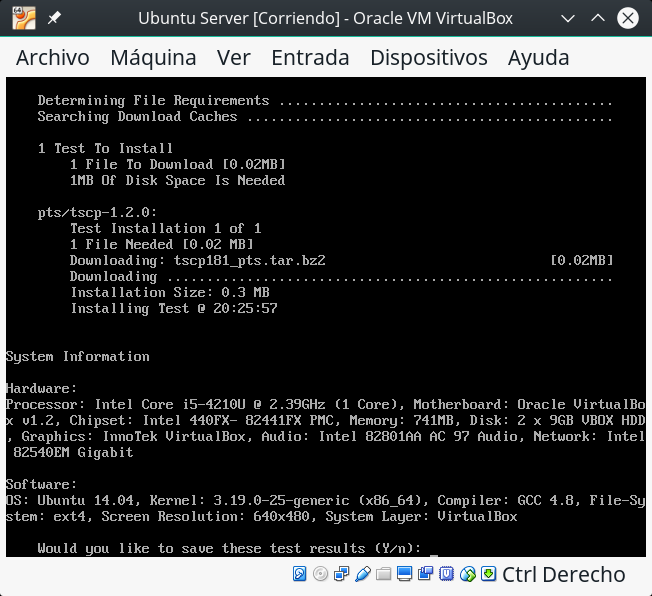 Ubuntu Server [Corriendo] - Oracle VM VirtualBox
Archivo Máquina Ver Entrada Dispositivos Ayuda
Determining File Requirements ..........................................
Searching Download Caches ..............................................
1 Test To Install
1 File To Download [0.02MB]
1MB Of Disk Space Is Needed
pts/tscp-1.2.0:
Test Installation 1 of 1
1 File Needed [0.02 MB]
Downloading: tscp181_pts.tar.bz2 [0.02MB]
Downloading ........................................................
Installation Size: 0.3 MB
Installing Test @ 20:25:57
System Information
Hardware:
Processor: Intel Core i5-4210U @ 2.39GHz (1 Core), Motherboard: Oracle VirtualBo
x v1.2, Chipset: Intel 440FX- 82441FX PMC, Memory: 741MB, Disk: 2 x 9GB VBOX HDD
, Graphics: InnoTek VirtualBox, Audio: Intel 82801AA AC 97 Audio, Network: Intel
82540EM Gigabit
Software:
OS: Ubuntu 14.04, Kernel: 3.19.0-25-generic (x86_64), Compiler: GCC 4.8, File-Sy
stem: ext4, Screen Resolution: 640x480, System Layer: VirtualBox
Would you like to save these test results (Y/n): _
Ctrl Derecho